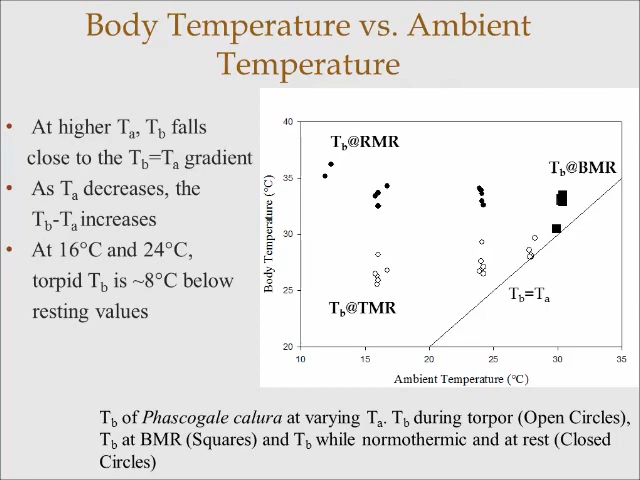 Body Temperature vs. Ambient
Temperature
• At higher Ta, Tb falls
close to the Tb=Ta gradient
• As Ta decreases, the
Tb-Ta increases
• At 16°C and 24°C,
torpid Tb is ~8°C below
resting values
40
35
30
25
20
10
15
20
25
30
35
Body Temperature (°C)
Ambient Temperature (°C)
Tb@RMR
Tb@BMR
Tb@TMR
Tb=Ta
Tb of Phascogale calura at varying Ta. Tb during torpor (Open Circles),
Tb at BMR (Squares) and Tb while normothermic and at rest (Closed
Circles)